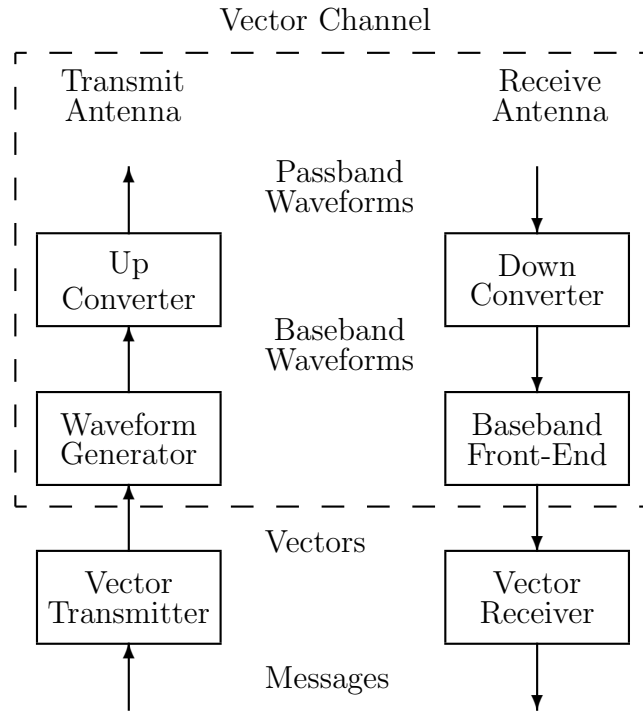 Vector Channel
Transmit
Antenna
Receive
Antenna
Passband
Waveforms
Up
Converter
Down
Converter
Baseband
Waveforms
Waveform
Generator
Baseband
Front-End
Vectors
Vector
Transmitter
Vector
Receiver
Messages